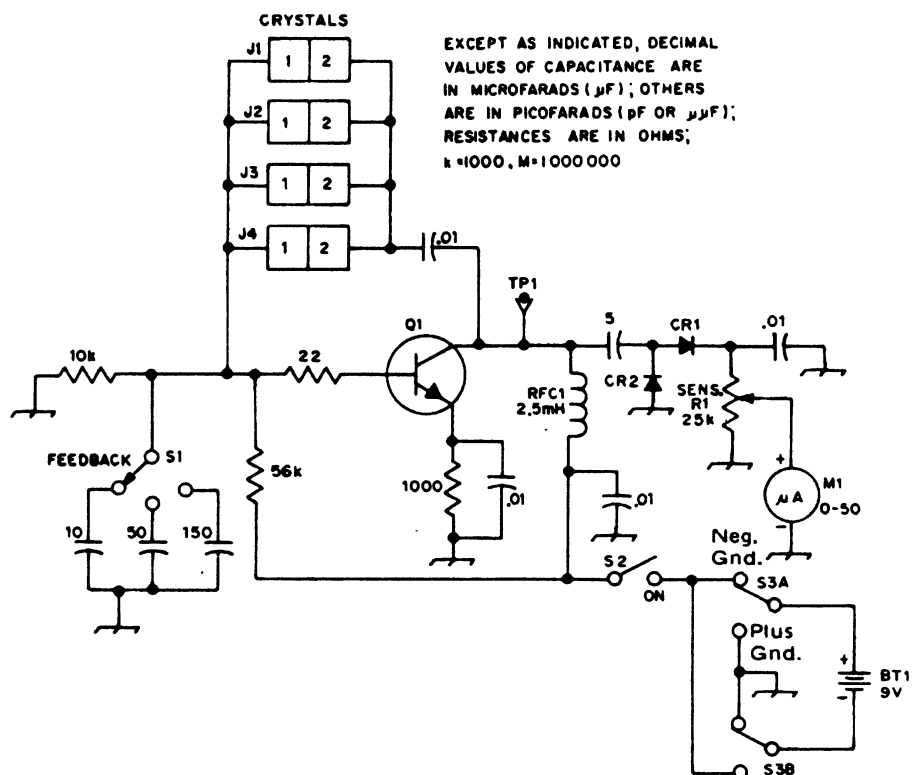 CRYSTALS
J1
1 2
J2
1 2
J3
1 2
J4
1 2
EXCEPT AS INDICATED, DECIMAL
VALUES OF CAPACITANCE ARE
IN MICROFARADS (µF); OTHERS
ARE IN PICOFARADS (pF OR µµF);
RESISTANCES ARE IN OHMS;
k=1000, M=1000000
.01
TP1
Q1
5
CR1
.01
10k
22
CR2
RFC1
2.5mH
SENS.
R1
25k
FEEDBACK
S1
56k
1000
.01
.01
+
µA
-
M1
0-50
10
50
150
S2
ON
Neg.
Gnd.
S3A
Plus
Gnd.
+
-
BT1
9V
S3B